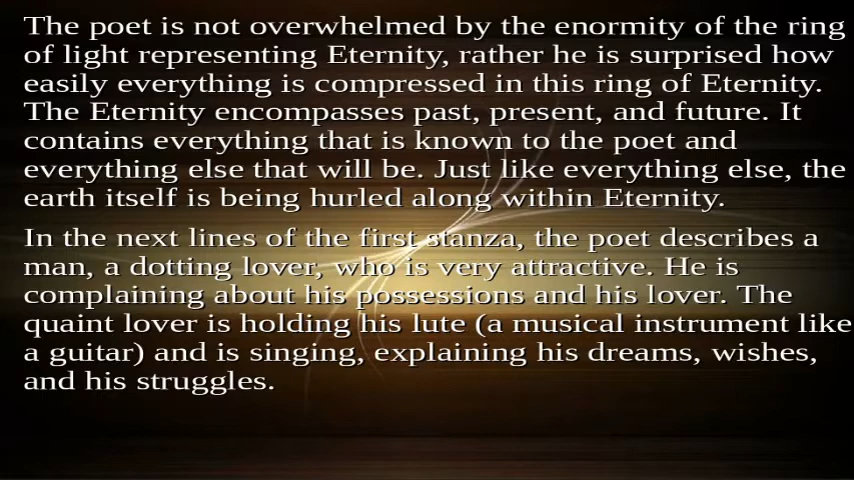 The poet is not overwhelmed by the enormity of the ring
of light representing Eternity, rather he is surprised how
easily everything is compressed in this ring of Eternity.
The Eternity encompasses past, present, and future. It
contains everything that is known to the poet and
everything else that will be. Just like everything else, the
earth itself is being hurled along within Eternity.
In the next lines of the first stanza, the poet describes a
man, a dotting lover, who is very attractive. He is
complaining about his possessions and his lover. The
quaint lover is holding his lute (a musical instrument like
a guitar) and is singing, explaining his dreams, wishes,
and his struggles.